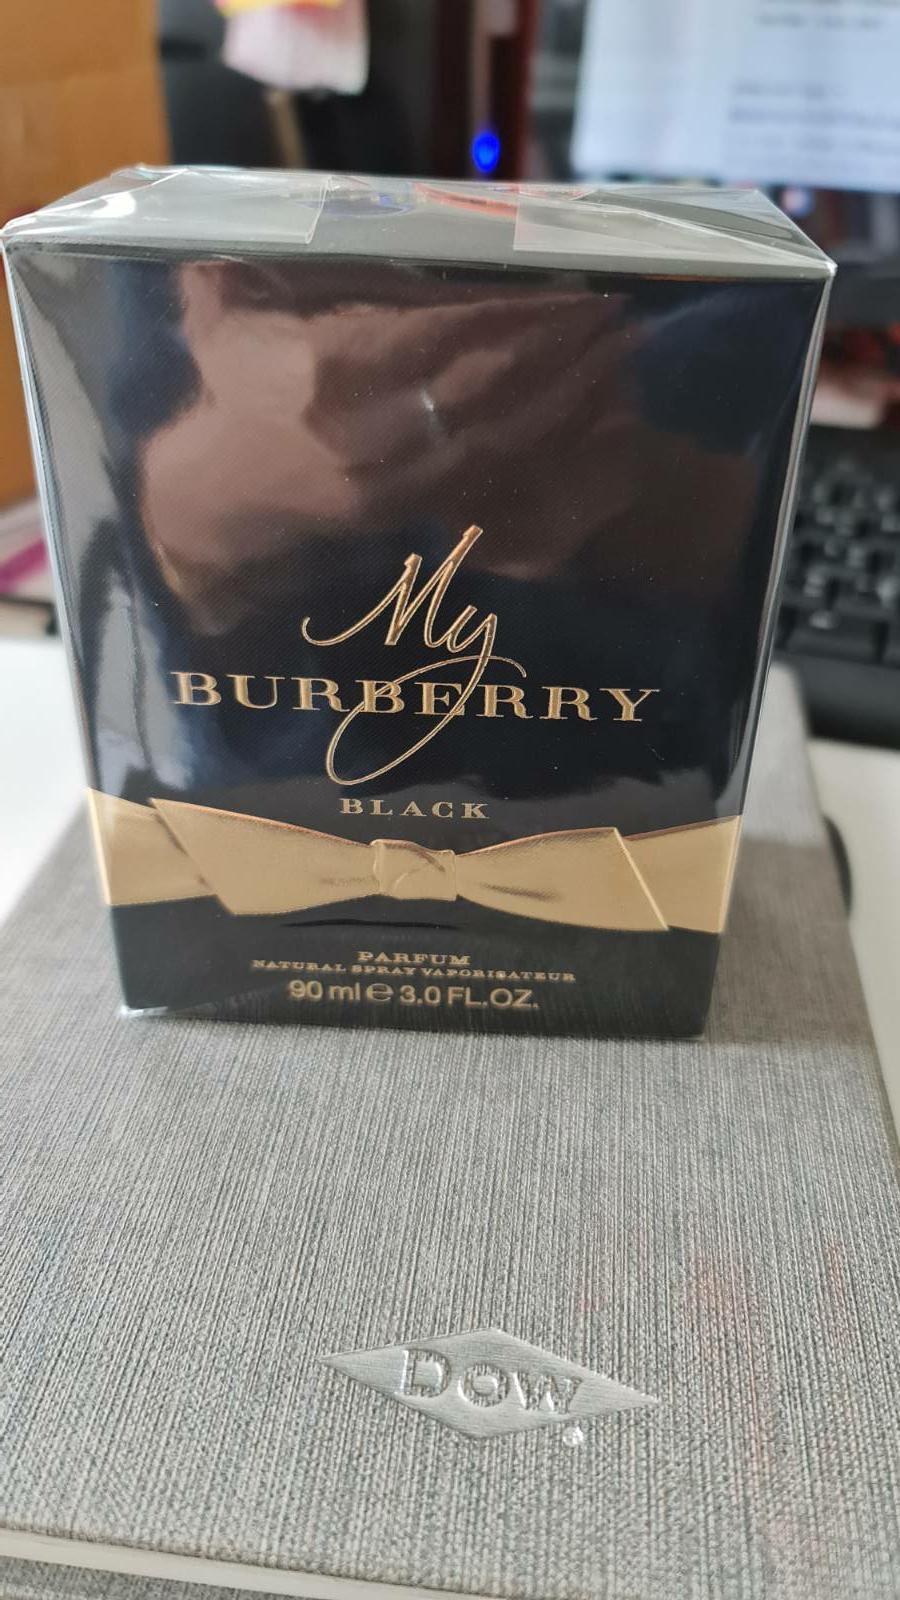 My
BURBERRY
BLACK
PARFUM
NATURAL SPRAY VAPORISATEUR
90 ml ℮ 3.0 FL.OZ.
DOW